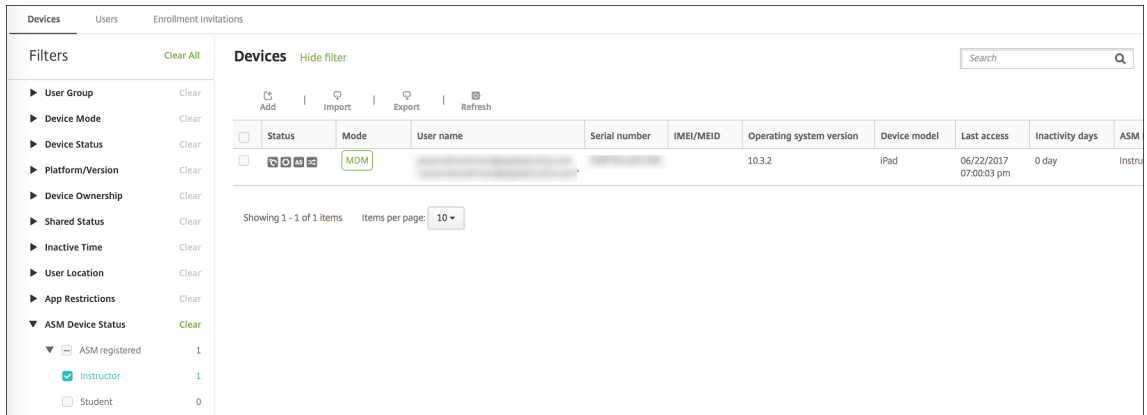 Devices Users Enrollment Invitations
Filters Clear All
Devices Hide filter
Search
User Group Clear
Device Mode Clear
Device Status Clear
Platform/Version Clear
Device Ownership Clear
Shared Status Clear
Inactive Time Clear
User Location Clear
App Restrictions Clear
ASM Device Status Clear
ASM registered 1
Instructor 1
Student 0
Add | Import | Export | Refresh
Status Mode User name Serial number IMEI/MEID Operating system version Device model Last access Inactivity days ASM
AS MDM 10.3.2 iPad 06/22/2017 0 day Instru
07:00:03 pm
Showing 1 - 1 of 1 items Items per page: 10